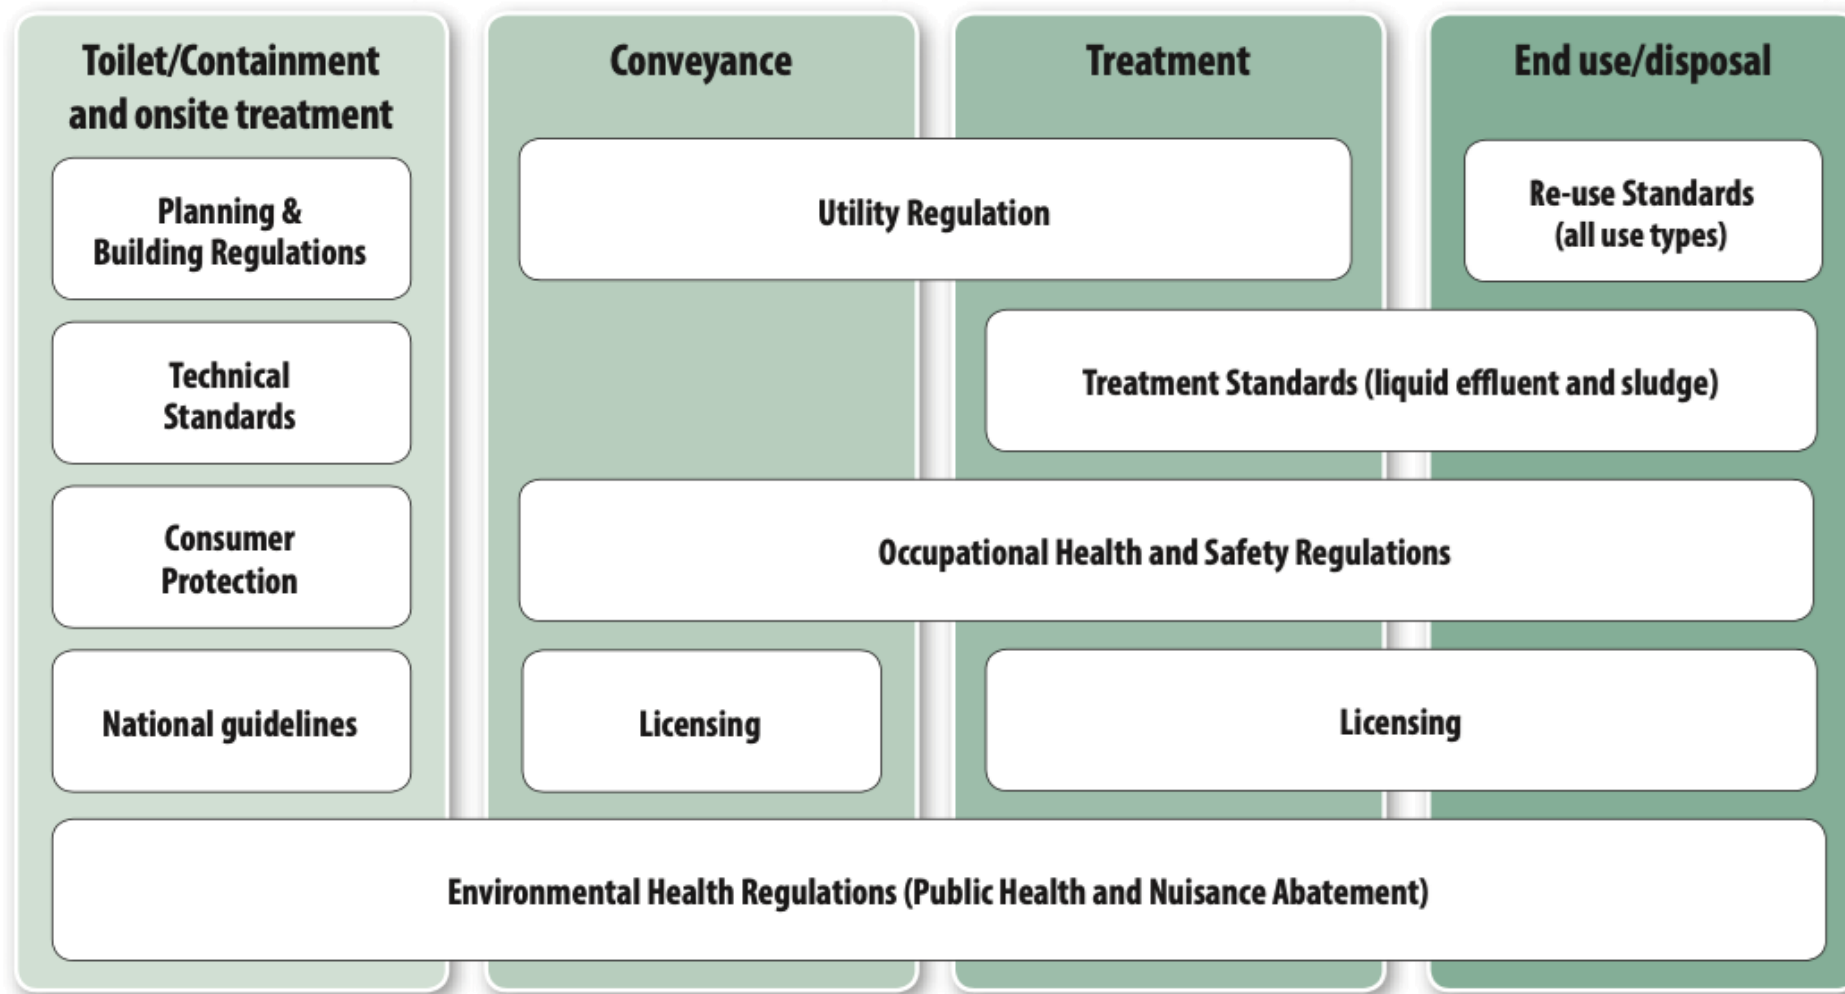 Toilet/Containment
and onsite treatment
Conveyance
Treatment
End use/disposal
Planning &
Building Regulations
Utility Regulation
Re-use Standards
(all use types)
Technical
Standards
Treatment Standards (liquid effluent and sludge)
Consumer
Protection
Occupational Health and Safety Regulations
National guidelines
Licensing
Licensing
Environmental Health Regulations (Public Health and Nuisance Abatement)